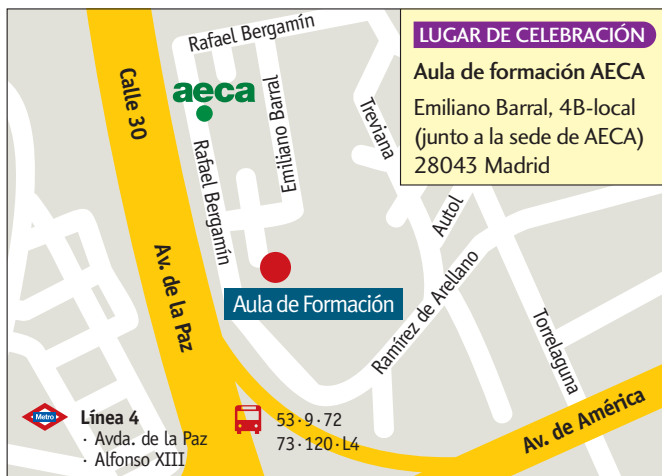 LUGAR DE CELEBRACIÓN
Aula de formación AECA
Emiliano Barral, 4B-local
(junto a la sede de AECA)
28043 Madrid
Rafael Bergamín
Calle 30
aeca
Emiliano Barral
Treviana
Rafael Bergamín
Autol
Av. de la Paz
Aula de Formación
Ramírez de Arellano
Torrelaguna
Av. de América
Metro
Línea 4
· Avda. de la Paz
· Alfonso XIII
53·9·72
73·120·L4